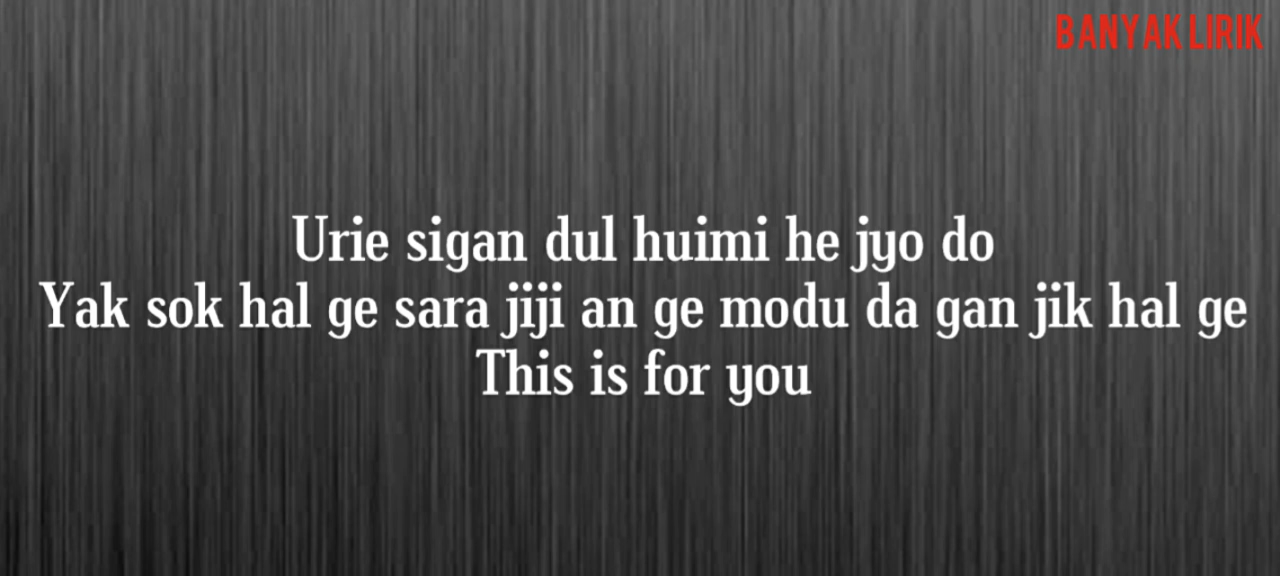 BANYAK LIRIK
Urie sigan dul huimi he jyo do
Yak sok hal ge sara jiji an ge modu da gan jik hal ge
This is for you